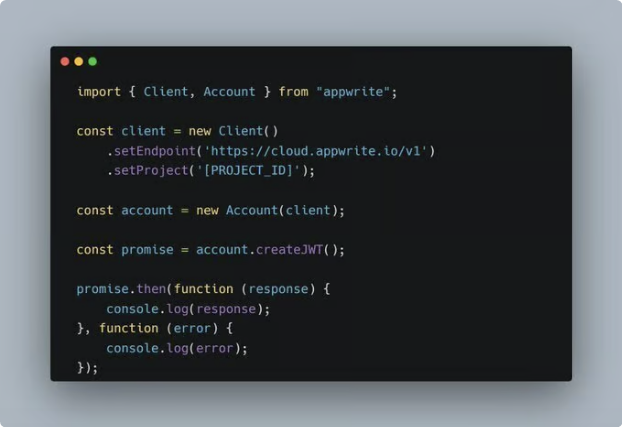 import { Client, Account } from "appwrite";
const client = new Client()
.setEndpoint('https://cloud.appwrite.io/v1')
.setProject('[PROJECT_ID]');
const account = new Account(client);
const promise = account.createJWT();
promise.then(function (response) {
console.log(response);
}, function (error) {
console.log(error);
});